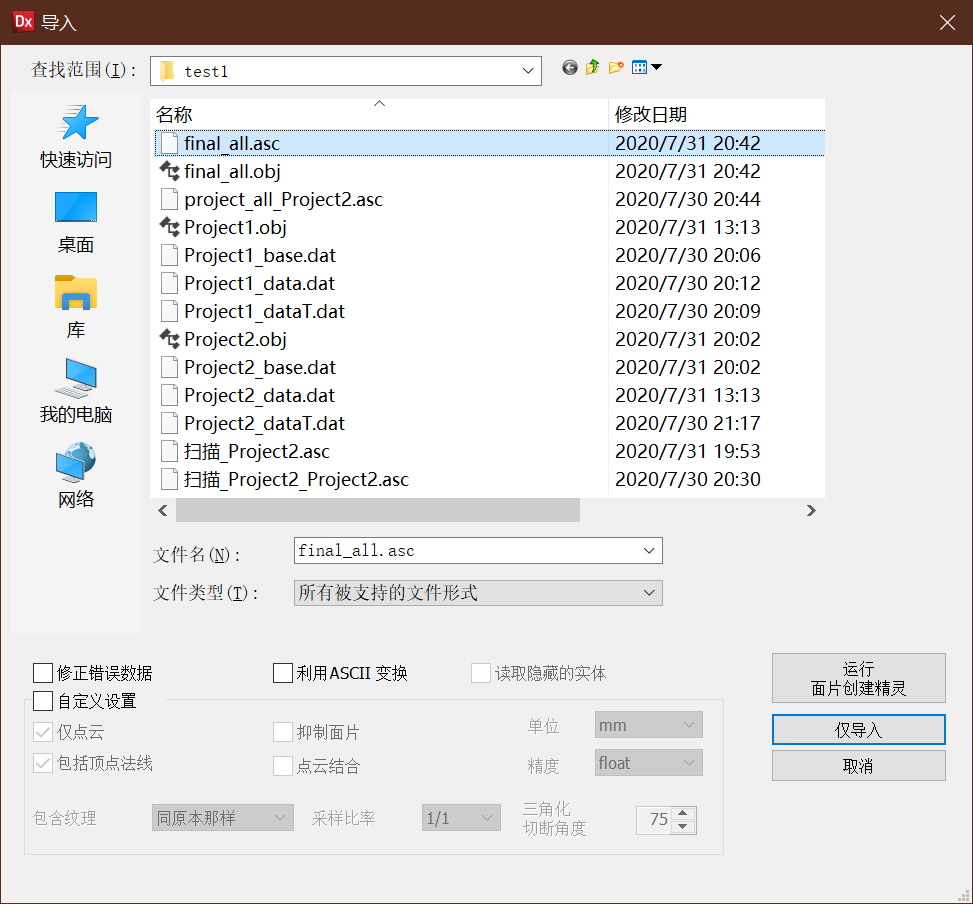 Dx 导入
查找范围(I): test1
快速访问
桌面
库
我的电脑
网络
名称 修改日期
final_all.asc 2020/7/31 20:42
final_all.obj 2020/7/31 20:42
project_all_Project2.asc 2020/7/30 20:44
Project1.obj 2020/7/31 13:13
Project1_base.dat 2020/7/30 20:06
Project1_data.dat 2020/7/30 20:12
Project1_dataT.dat 2020/7/30 20:09
Project2.obj 2020/7/31 20:02
Project2_base.dat 2020/7/31 20:02
Project2_data.dat 2020/7/31 13:13
Project2_dataT.dat 2020/7/30 21:17
扫描_Project2.asc 2020/7/31 19:53
扫描_Project2_Project2.asc 2020/7/30 20:30
文件名(N): final_all.asc
文件类型(T): 所有被支持的文件形式
修正错误数据 利用ASCII 变换 读取隐藏的实体
自定义设置
仅点云 抑制面片 单位 mm
包括顶点法线 点云结合 精度 float
包含纹理 同原本那样 采样比率 1/1 三角化
切断角度 75
运行
面片创建精灵
仅导入
取消